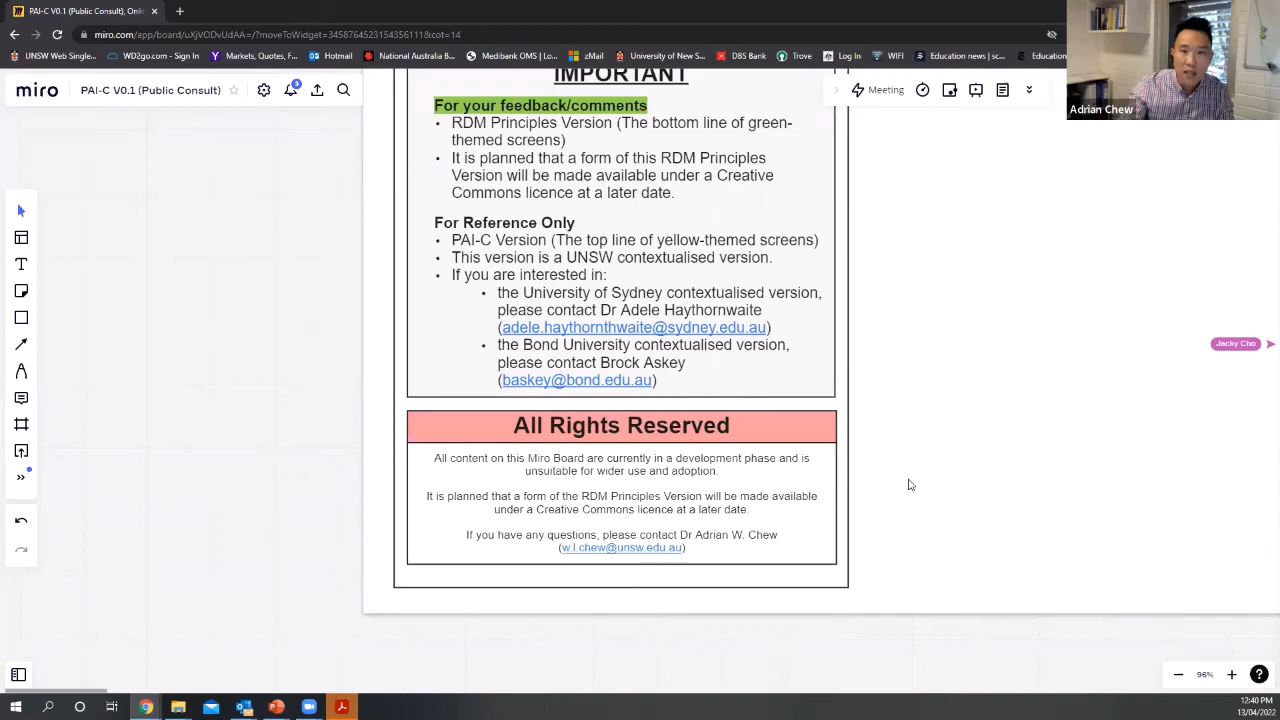 PAI-C V0.1 (Public Consult), Onli
miro.com/app/board/uXjVODvUdAA=/?moveToWidget=3458764523154356111&cot=14
UNSW Web Single... WD2go.com - Sign In Markets, Quotes, F... Hotmail National Australia B... Medibank OMS | Lo... zMail University of New S... DBS Bank Trove WIFI Education news | sc... Education
miro PAI-C V0.1 (Public Consult) 3 Meeting
Adrian Chew
IMPORTANT
For your feedback/comments
• RDM Principles Version (The bottom line of green-
themed screens)
• It is planned that a form of this RDM Principles
Version will be made available under a Creative
Commons licence at a later date.
For Reference Only
• PAI-C Version (The top line of yellow-themed screens)
• This version is a UNSW contextualised version.
• If you are interested in:
• the University of Sydney contextualised version,
please contact Dr Adele Haythornwaite
(adele.haythornthwaite@sydney.edu.au)
• the Bond University contextualised version,
please contact Brock Askey
(baskey@bond.edu.au)
Jacky Cho
All Rights Reserved
All content on this Miro Board are currently in a development phase and is
unsuitable for wider use and adoption.
It is planned that a form of the RDM Principles Version will be made available
under a Creative Commons licence at a later date.
If you have any questions, please contact Dr Adrian W. Chew
(w.l.chew@unsw.edu.au)
96%
12:40 PM
13/04/2022